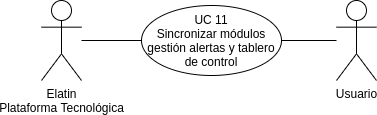 UC 11
Sincronizar módulos
gestión alertas y tablero
de control
Elatin
Plataforma Tecnológica
Usuario